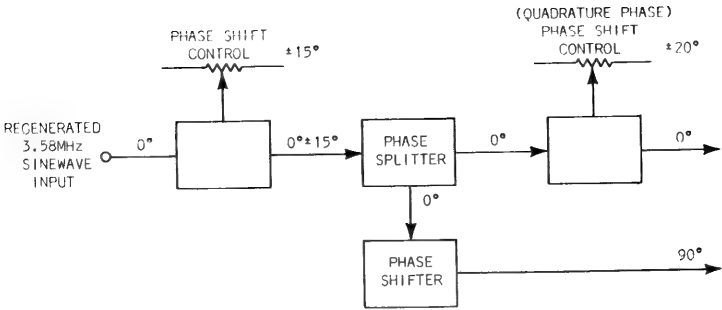 (QUADRATURE PHASE)
PHASE SHIFT
CONTROL
±15°
PHASE SHIFT
CONTROL
±20°
REGENERATED
3.58MHz
SINEWAVE
INPUT
0°
0°±15°
PHASE
SPLITTER
0°
0°
0°
PHASE
SHIFTER
90°